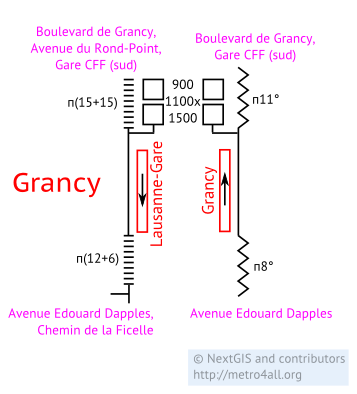 Boulevard de Grancy,
Avenue du Rond-Point,
Gare CFF (sud)
Boulevard de Grancy,
Gare CFF (sud)
900
1100x
1500
п(15+15)
п11°
Grancy
Lausanne-Gare
Grancy
п(12+6)
п8°
Avenue Edouard Dapples,
Chemin de la Ficelle
Avenue Edouard Dapples
© NextGIS and contributors
http://metro4all.org